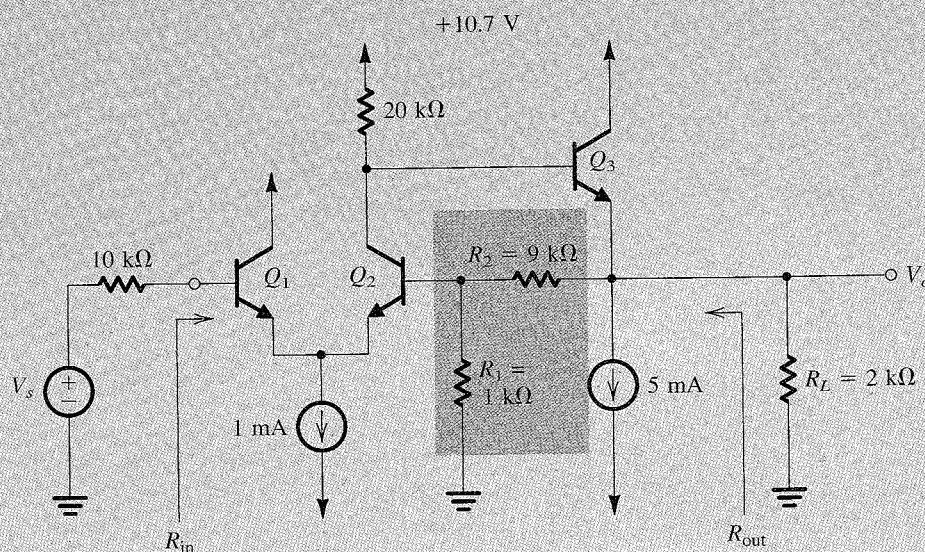 +10.7 V
20 kΩ
Q3
10 kΩ
Q1
Q2
R2 = 9 kΩ
Vs
+
−
1 mA
R1 =
1 kΩ
5 mA
RL = 2 kΩ
Rin
Rout